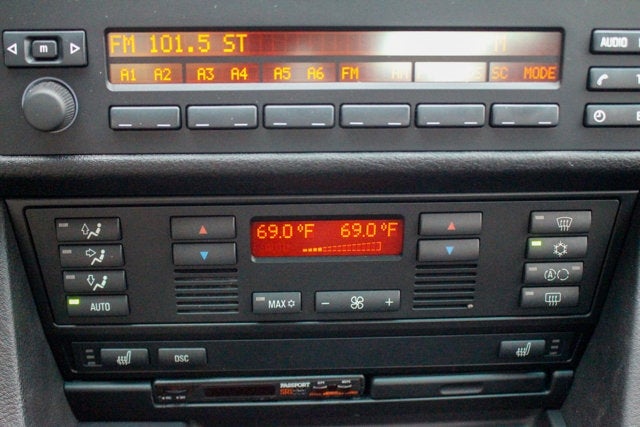 m
FM 101.5 ST
AUDIO
A1 A2 A3 A4 A5 A6 FM AM SC MODE
69.0 °F 69.0 °F
MAX
− +
A
AUTO
DSC
PASSPORT